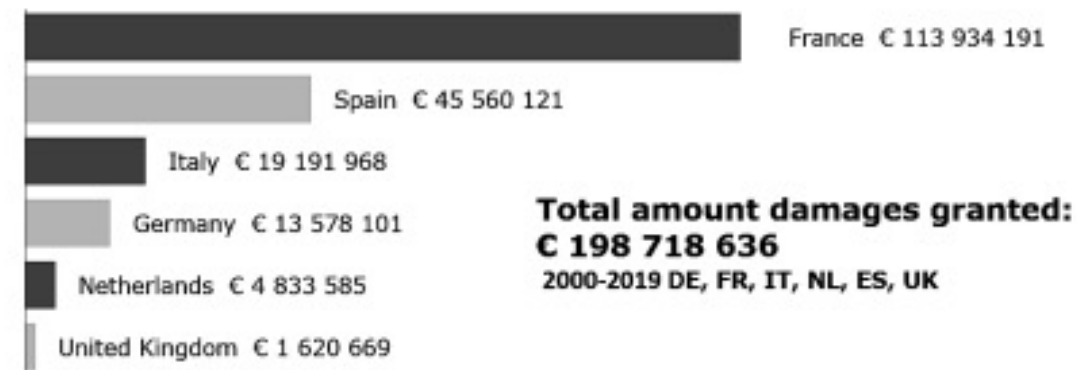 France € 113 934 191
Spain € 45 560 121
Italy € 19 191 968
Germany € 13 578 101
Netherlands € 4 833 585
United Kingdom € 1 620 669
Total amount damages granted:
€ 198 718 636
2000-2019 DE, FR, IT, NL, ES, UK